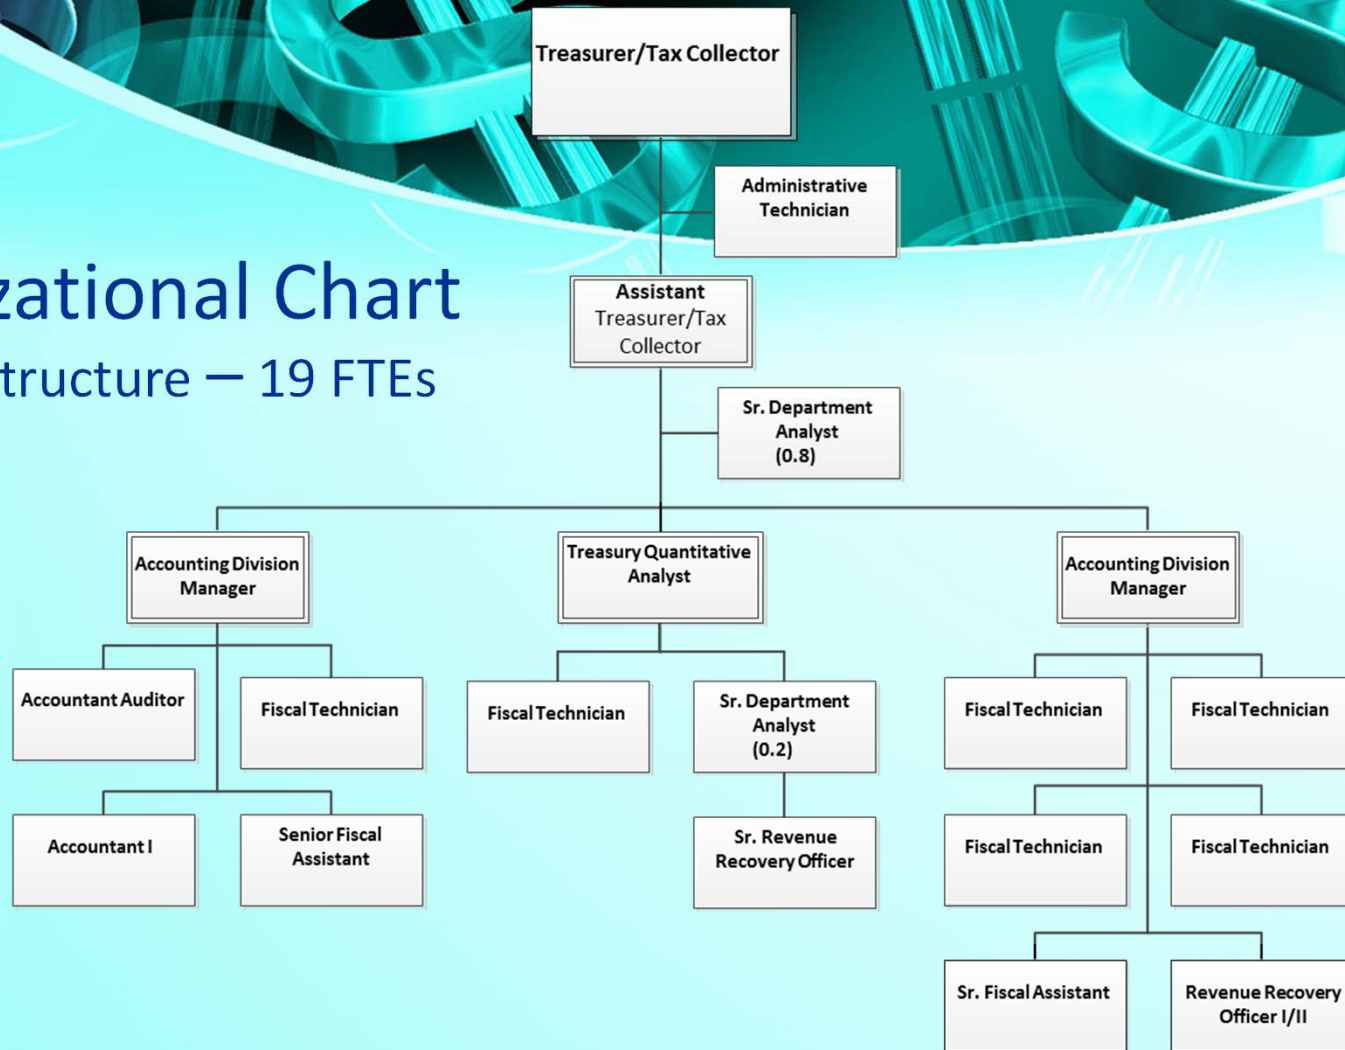 Treasurer/Tax Collector
Administrative
Technician
zational Chart
tructure – 19 FTEs
Assistant
Treasurer/Tax
Collector
Sr. Department
Analyst
(0.8)
Accounting Division
Manager
Treasury Quantitative
Analyst
Accounting Division
Manager
Accountant Auditor
Fiscal Technician
Fiscal Technician
Sr. Department
Analyst
(0.2)
Fiscal Technician
Fiscal Technician
Accountant I
Senior Fiscal
Assistant
Sr. Revenue
Recovery Officer
Fiscal Technician
Fiscal Technician
Sr. Fiscal Assistant
Revenue Recovery
Officer I/II